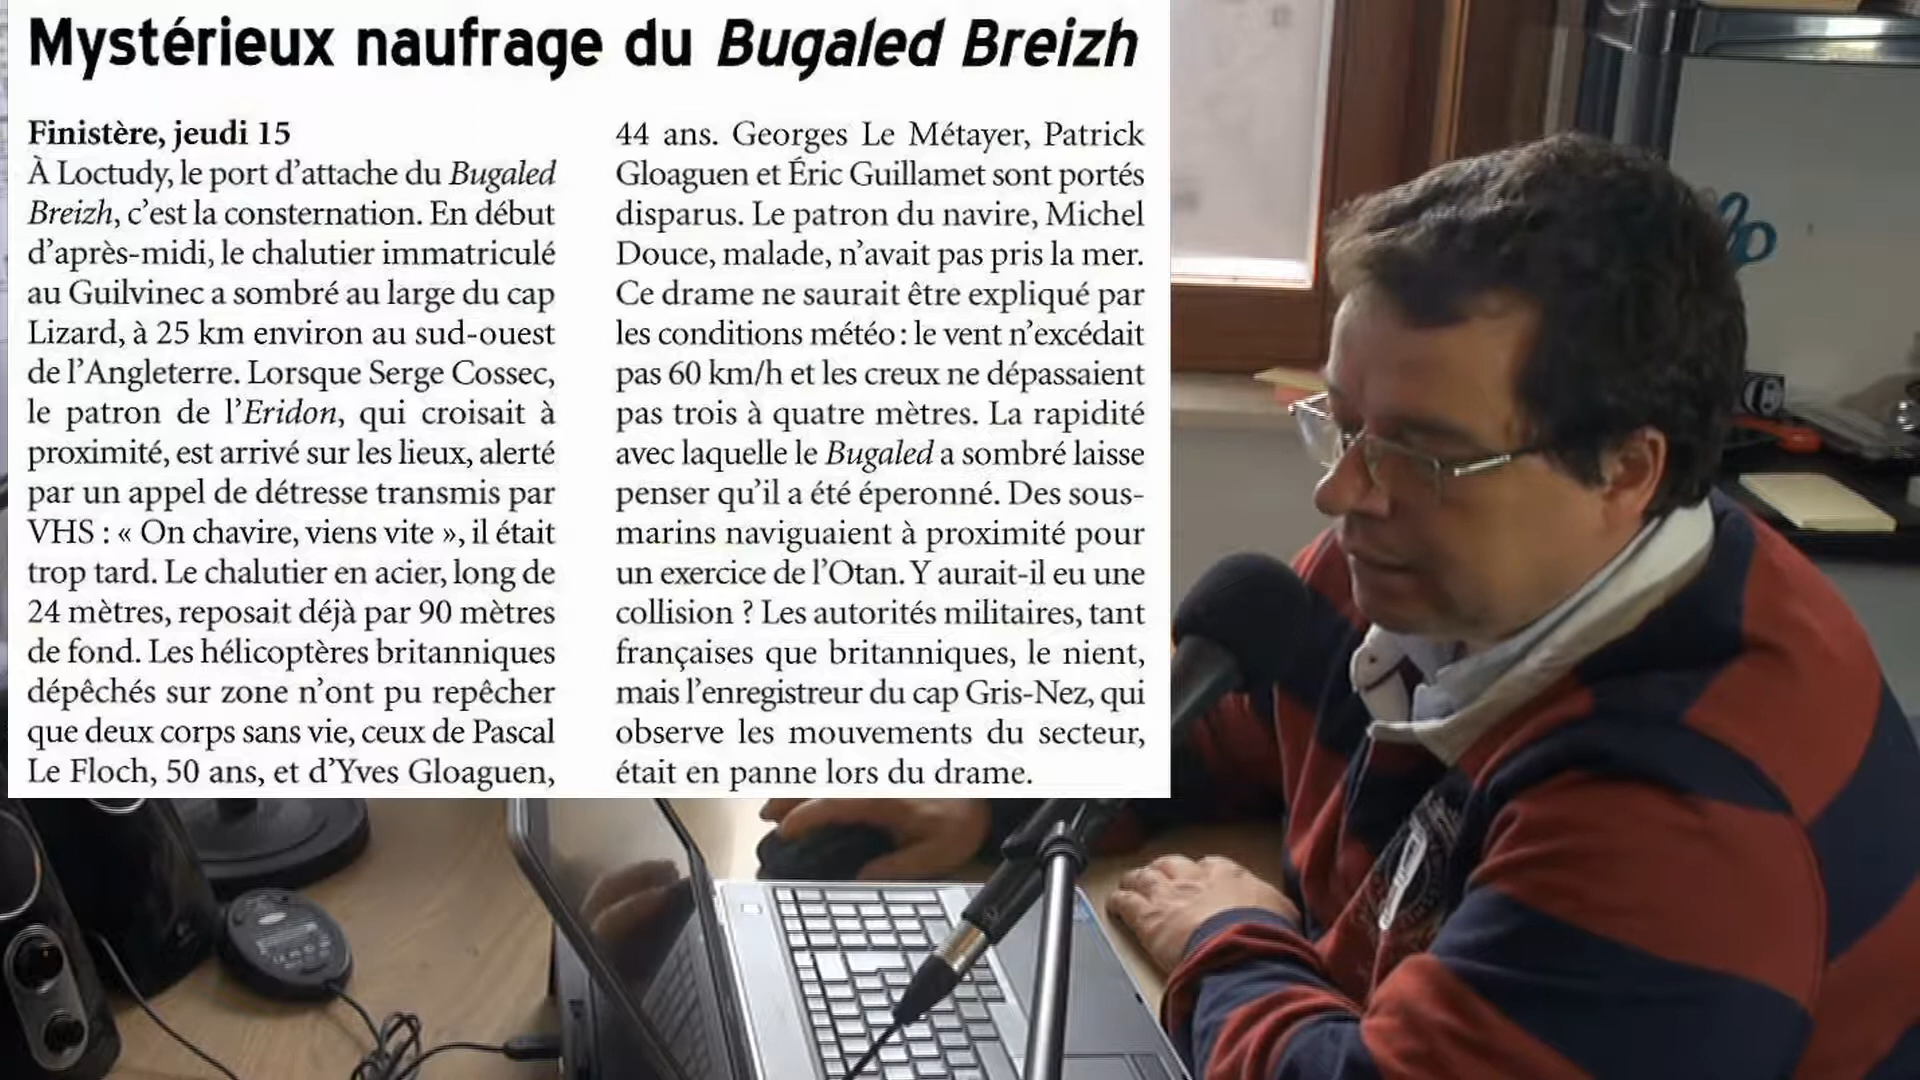 Mystérieux naufrage du Bugaled Breizh
Finistère, jeudi 15
À Loctudy, le port d'attache du Bugaled
Breizh, c'est la consternation. En début
d'après-midi, le chalutier immatriculé
au Guilvinec a sombré au large du cap
Lizard, à 25 km environ au sud-ouest
de l'Angleterre. Lorsque Serge Cossec,
le patron de l'Eridon, qui croisait à
proximité, est arrivé sur les lieux, alerté
par un appel de détresse transmis par
VHS : « On chavire, viens vite », il était
trop tard. Le chalutier en acier, long de
24 mètres, reposait déjà par 90 mètres
de fond. Les hélicoptères britanniques
dépêchés sur zone n'ont pu repêcher
que deux corps sans vie, ceux de Pascal
Le Floch, 50 ans, et d'Yves Gloaguen,
44 ans. Georges Le Métayer, Patrick
Gloaguen et Éric Guillamet sont portés
disparus. Le patron du navire, Michel
Douce, malade, n'avait pas pris la mer.
Ce drame ne saurait être expliqué par
les conditions météo : le vent n'excédait
pas 60 km/h et les creux ne dépassaient
pas trois à quatre mètres. La rapidité
avec laquelle le Bugaled a sombré laisse
penser qu'il a été éperonné. Des sous-
marins naviguaient à proximité pour
un exercice de l'Otan. Y aurait-il eu une
collision ? Les autorités militaires, tant
françaises que britanniques, le nient,
mais l'enregistreur du cap Gris-Nez, qui
observe les mouvements du secteur,
était en panne lors du drame.